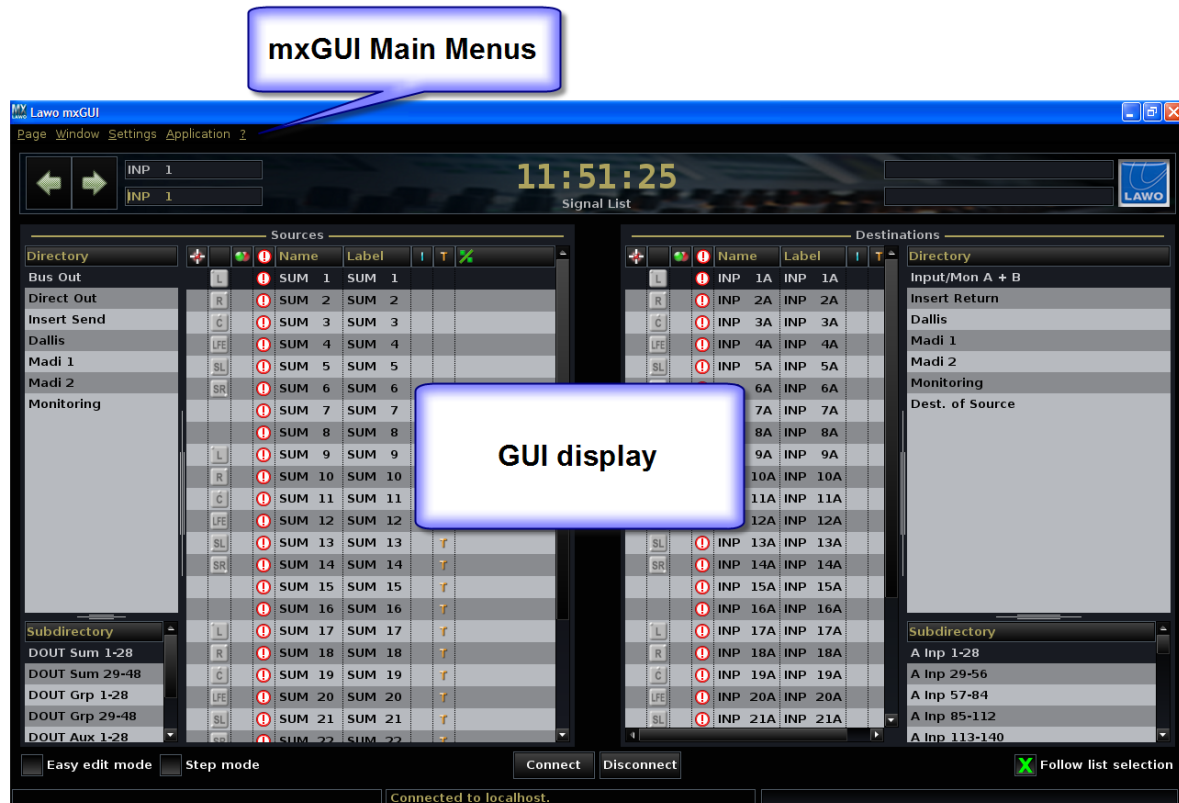 mxGUI Main Menus
Lawo mxGUI
Page Window Settings Application ?
INP 1
INP 1
11:51:25
Signal List
LAWO
Sources
Directory
Bus Out
Direct Out
Insert Send
Dallis
Madi 1
Madi 2
Monitoring
Subdirectory
DOUT Sum 1-28
DOUT Sum 29-48
DOUT Grp 1-28
DOUT Grp 29-48
DOUT Aux 1-28
Name Label I T
L SUM 1 SUM 1
R SUM 2 SUM 2
C SUM 3 SUM 3
LFE SUM 4 SUM 4
SL SUM 5 SUM 5
SR SUM 6 SUM 6
SUM 7 SUM 7
SUM 8 SUM 8
L SUM 9 SUM 9
R SUM 10 SUM 10
C SUM 11 SUM 11
LFE SUM 12 SUM 12
SL SUM 13 SUM 13 T
SR SUM 14 SUM 14 T
SUM 15 SUM 15 T
SUM 16 SUM 16 T
L SUM 17 SUM 17 T
R SUM 18 SUM 18 T
C SUM 19 SUM 19 T
LFE SUM 20 SUM 20 T
SL SUM 21 SUM 21 T
SR SUM 22 SUM 22 T
GUI display
Destinations
Name Label I T
L INP 1A INP 1A
R INP 2A INP 2A
C INP 3A INP 3A
LFE INP 4A INP 4A
SL INP 5A INP 5A
6A INP 6A
7A INP 7A
8A INP 8A
9A INP 9A
10A INP 10A
11A INP 11A
12A INP 12A
SL INP 13A INP 13A
SR INP 14A INP 14A
INP 15A INP 15A
INP 16A INP 16A
L INP 17A INP 17A
R INP 18A INP 18A
C INP 19A INP 19A
LFE INP 20A INP 20A
SL INP 21A INP 21A
Directory
Input/Mon A + B
Insert Return
Dallis
Madi 1
Madi 2
Monitoring
Dest. of Source
Subdirectory
A Inp 1-28
A Inp 29-56
A Inp 57-84
A Inp 85-112
A Inp 113-140
Easy edit mode Step mode Connect Disconnect X Follow list selection
Connected to localhost.